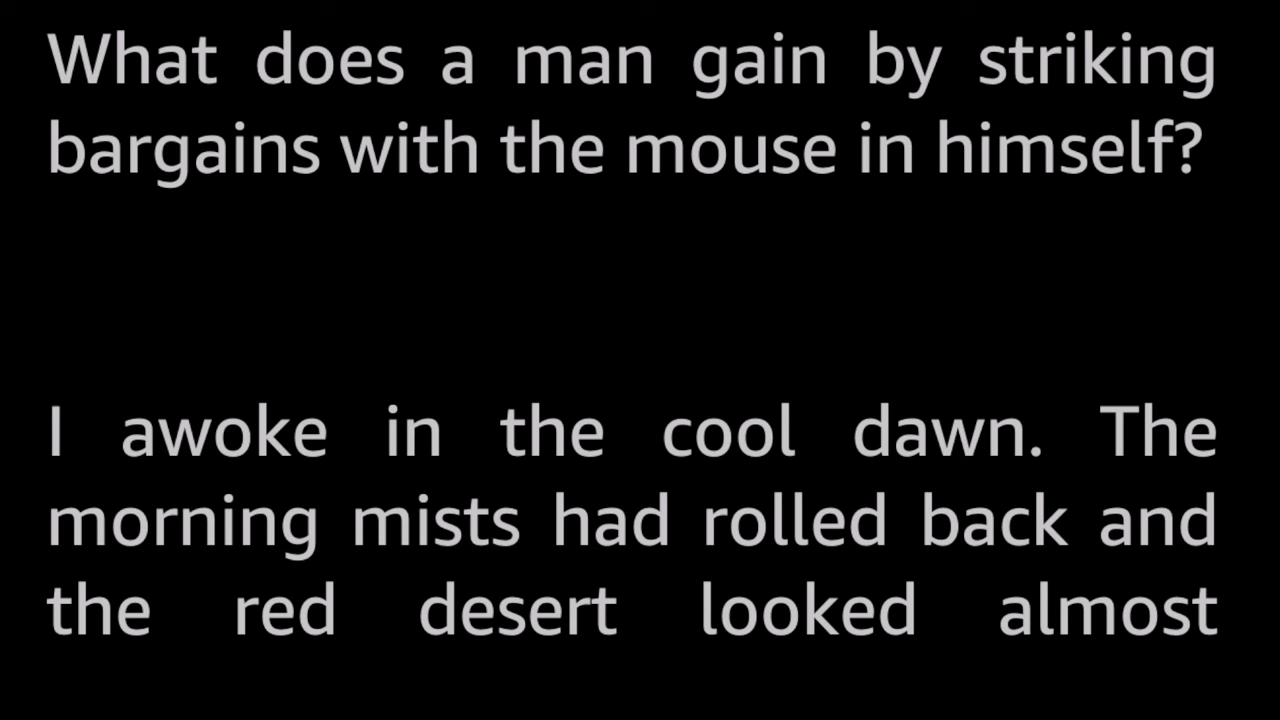 What does a man gain by striking
bargains with the mouse in himself?
I awoke in the cool dawn. The
morning mists had rolled back and
the red desert looked almost